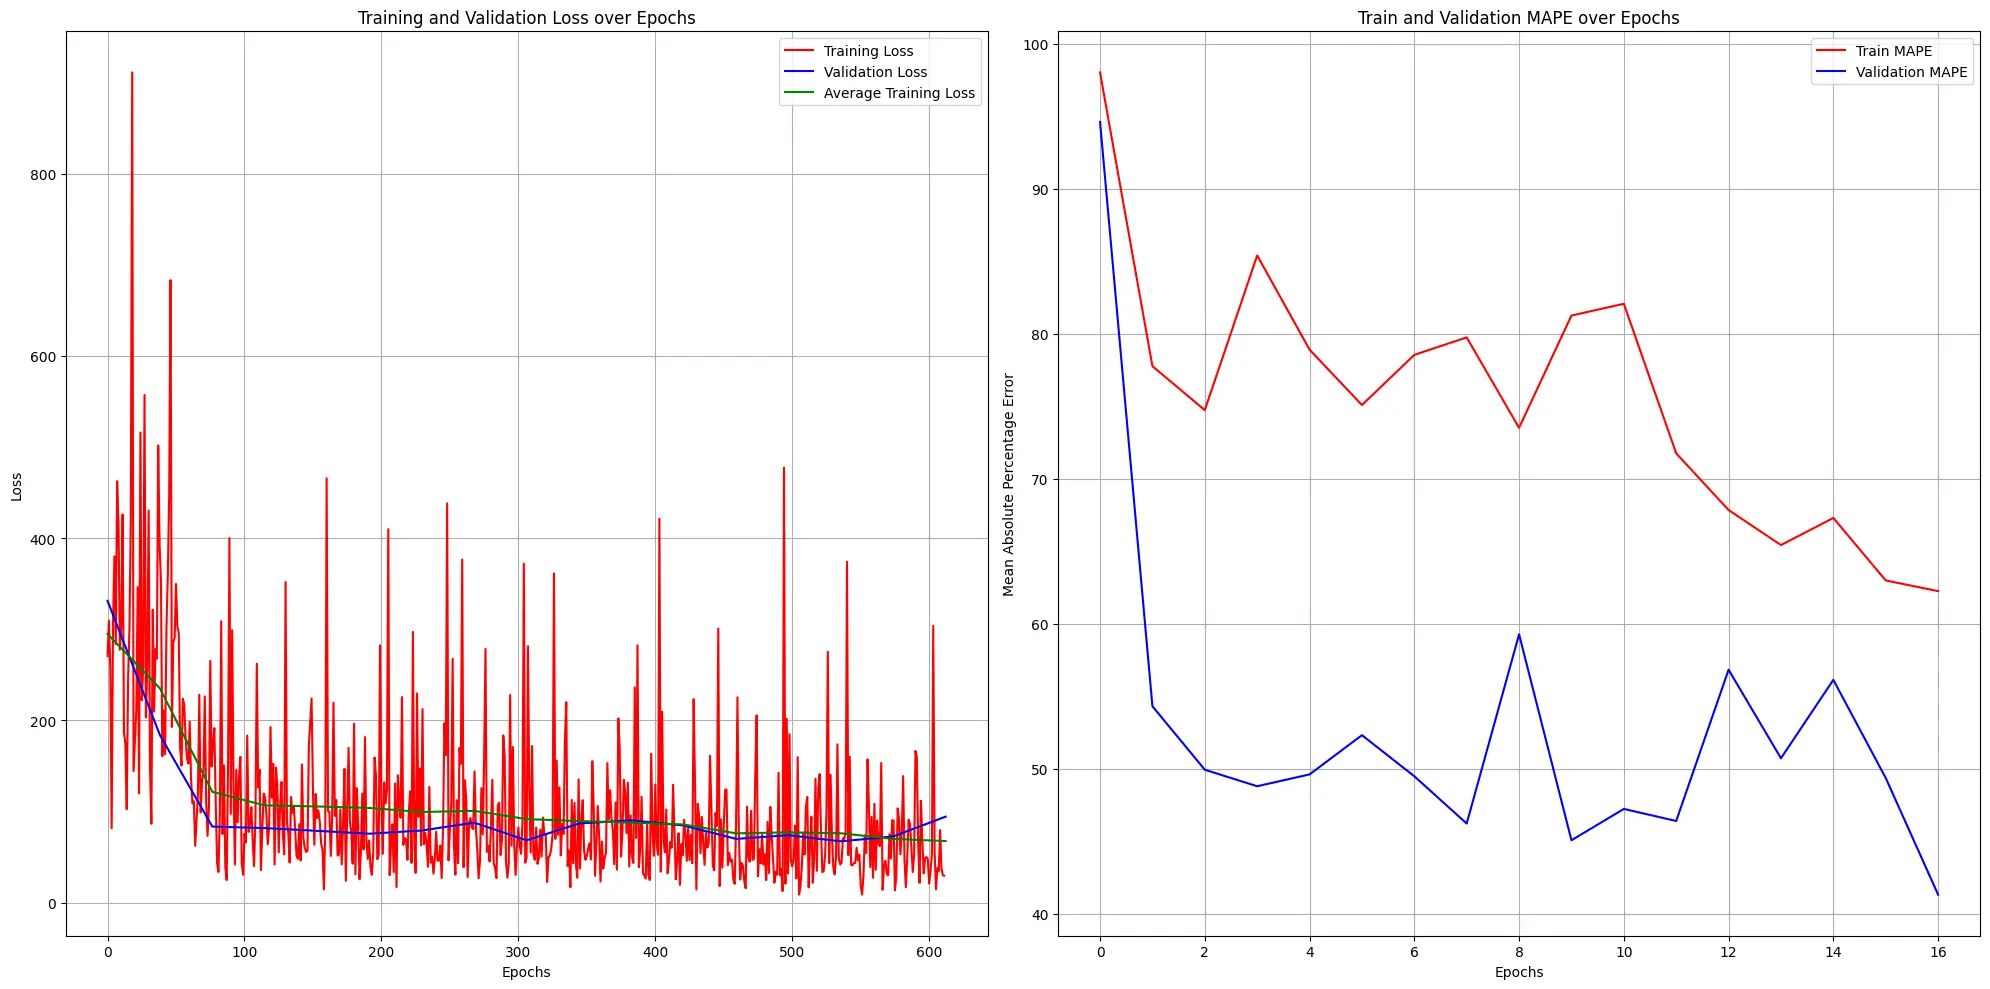 Training and Validation Loss over Epochs
Training Loss
Validation Loss
Average Training Loss
800
600
400
200
0
Loss
0 100 200 300 400 500 600
Epochs
Train and Validation MAPE over Epochs
Train MAPE
Validation MAPE
100
90
80
70
60
50
40
Mean Absolute Percentage Error
0 2 4 6 8 10 12 14 16
Epochs